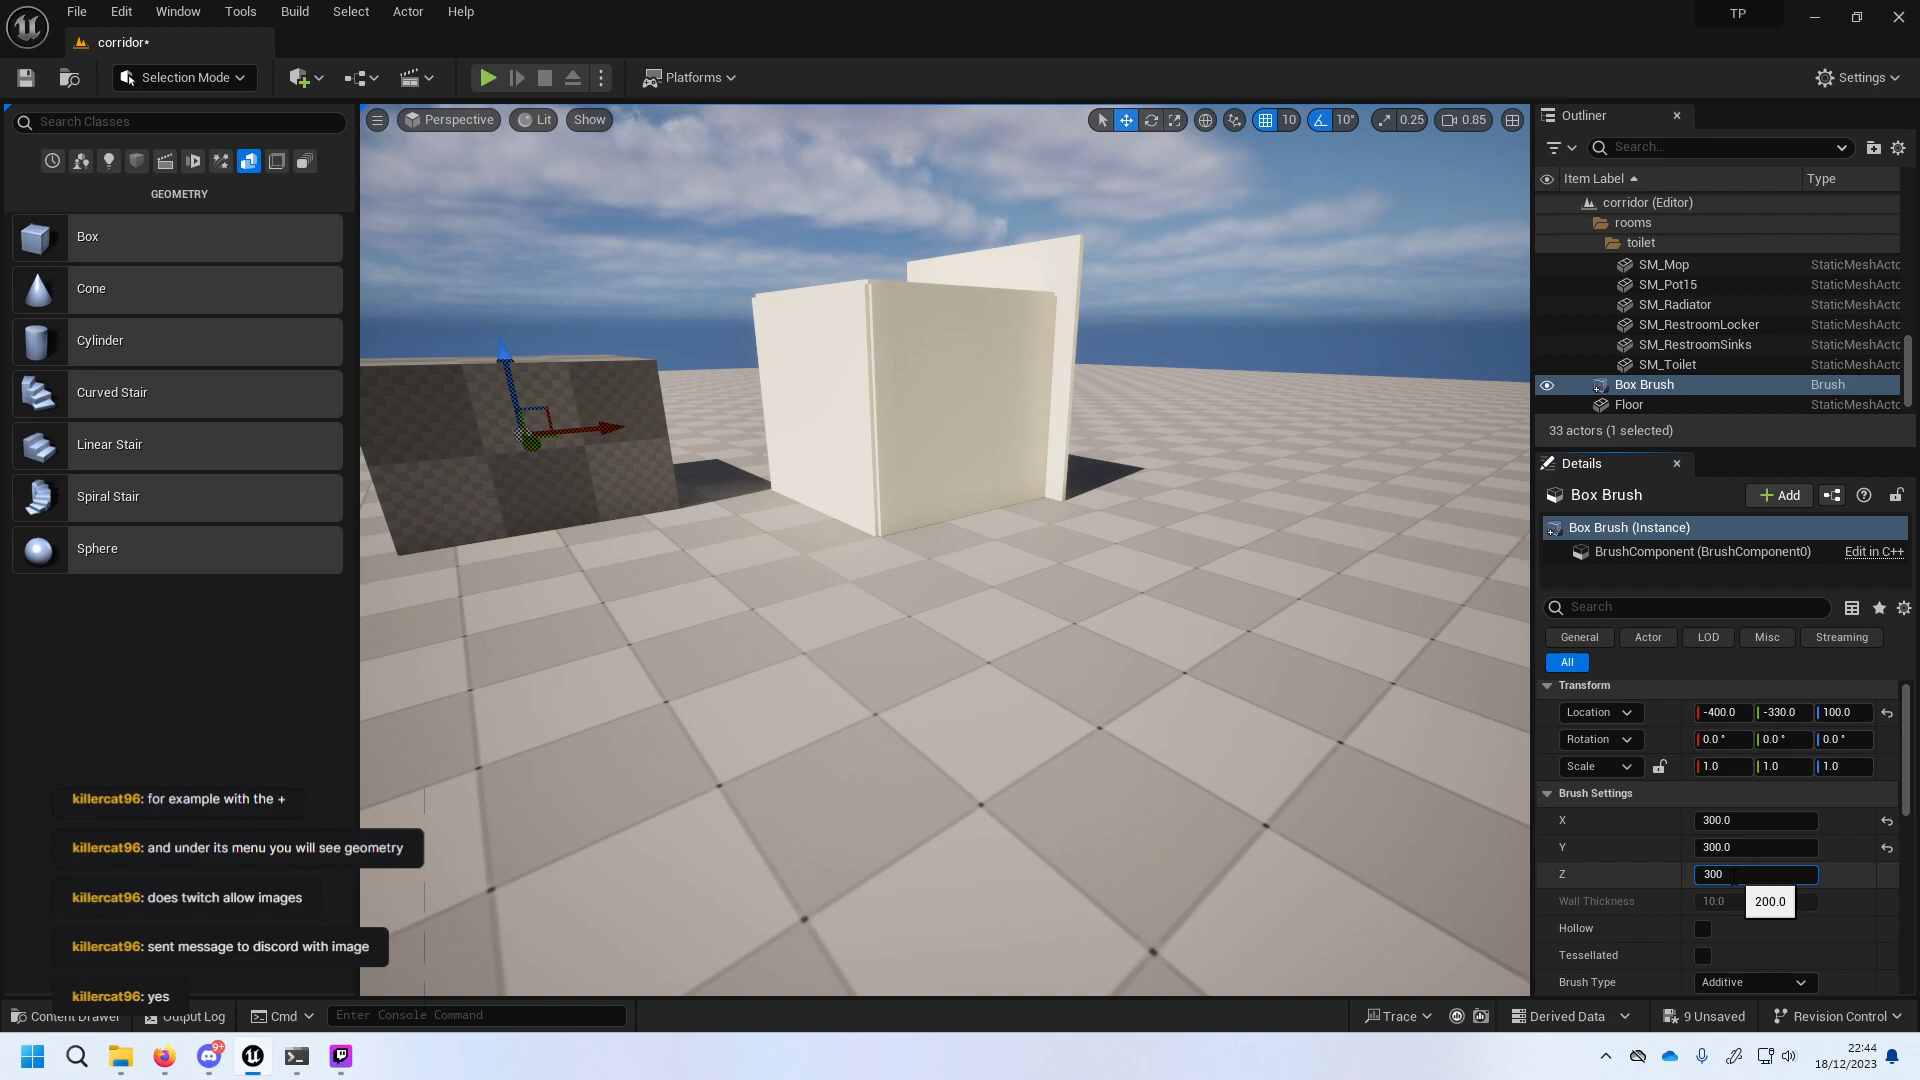 File Edit Window Tools Build Select Actor Help
TP
corridor*
Selection Mode
Platforms
Settings
Search Classes
GEOMETRY
Box
Cone
Cylinder
Curved Stair
Linear Stair
Spiral Stair
Sphere
Perspective Lit Show
10 10° 0.25 0.85
Outliner
Search...
Item Label Type
corridor (Editor)
rooms
toilet
SM_Mop StaticMeshActo
SM_Pot15 StaticMeshActo
SM_Radiator StaticMeshActo
SM_RestroomLocker StaticMeshActo
SM_RestroomSinks StaticMeshActo
SM_Toilet StaticMeshActo
Box Brush Brush
Floor StaticMeshActo
33 actors (1 selected)
Details
Box Brush Add
Box Brush (Instance)
BrushComponent (BrushComponent0) Edit in C++
Search
General Actor LOD Misc Streaming
All
Transform
Location -400.0 -330.0 100.0
Rotation 0.0° 0.0° 0.0°
Scale 1.0 1.0 1.0
Brush Settings
X 300.0
Y 300.0
Z 300
Wall Thickness 10.0
200.0
Hollow
Tessellated
Brush Type Additive
killercat96: for example with the +
killercat96: and under its menu you will see geometry
killercat96: does twitch allow images
killercat96: sent message to discord with image
killercat96: yes
Content Drawer Output Log Cmd Enter Console Command
Trace Derived Data 9 Unsaved Revision Control
9+
22:44
18/12/2023